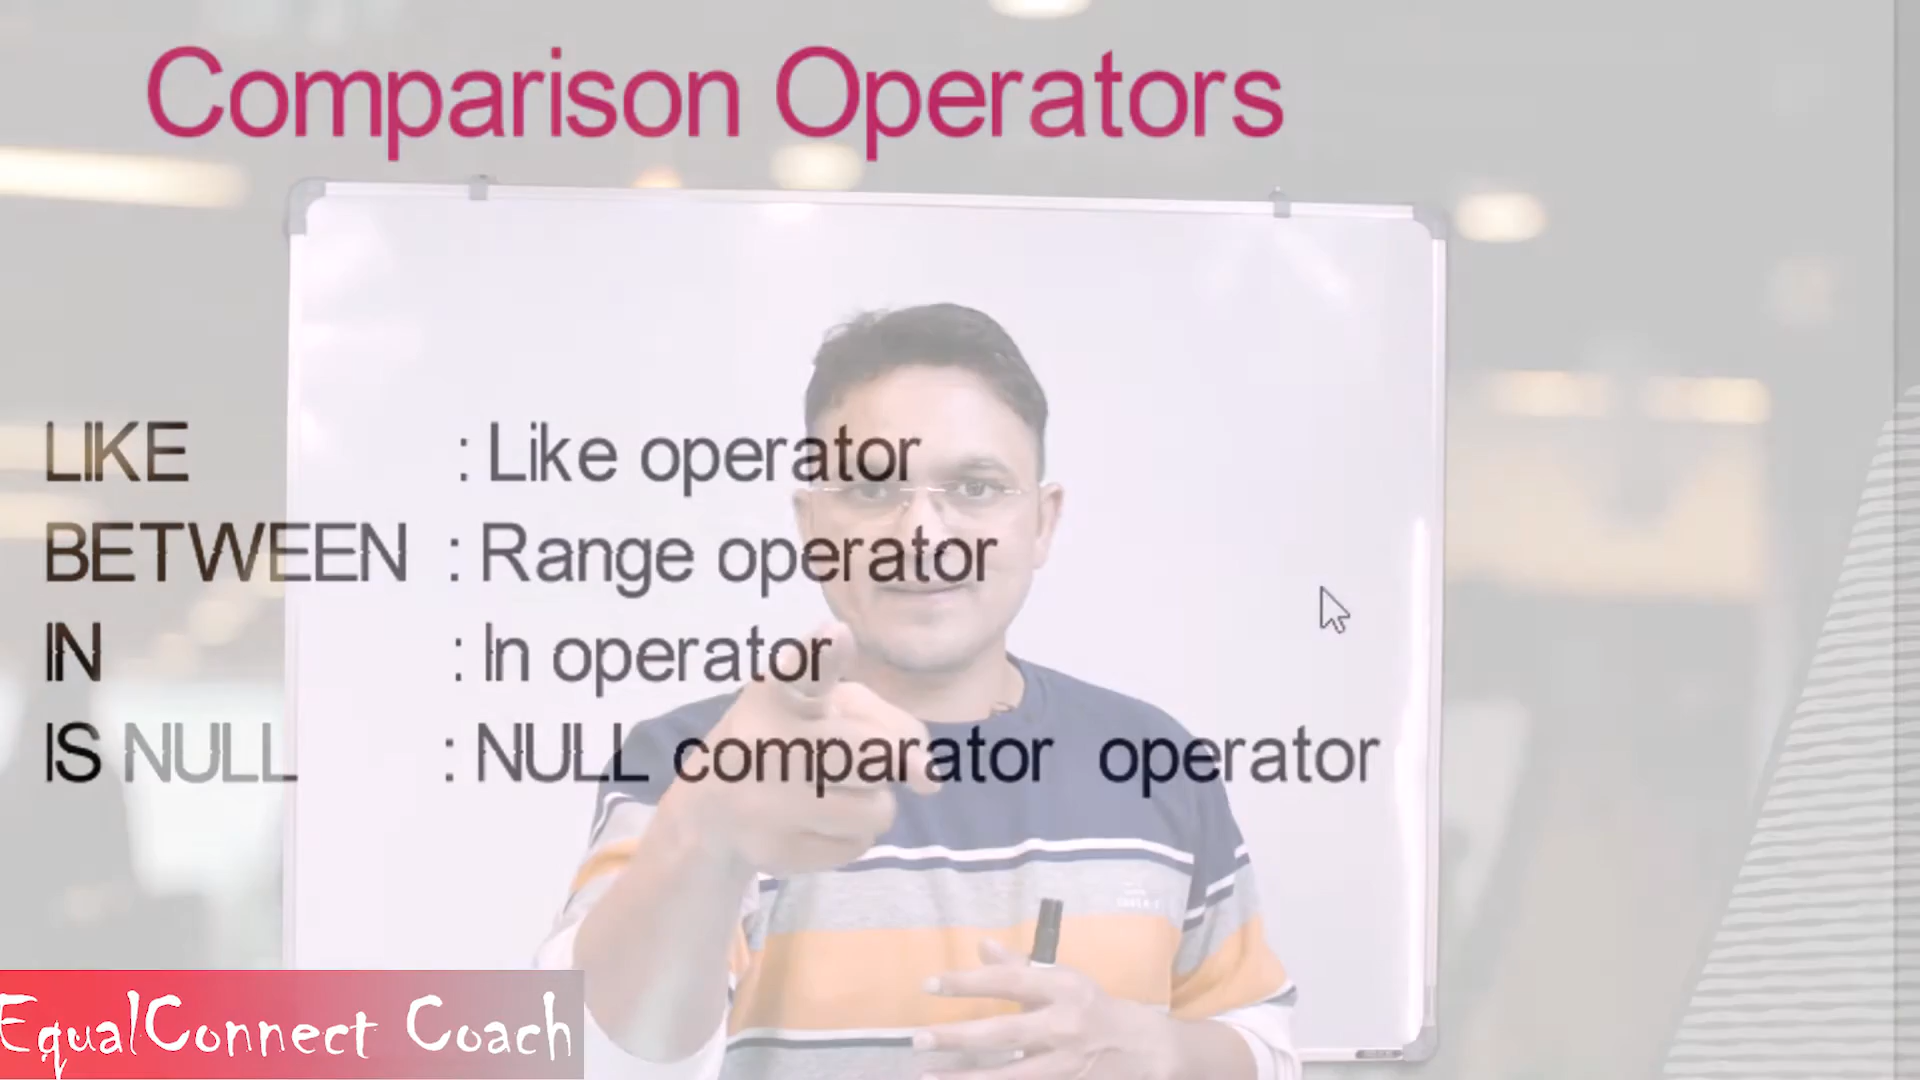 Comparison Operators
LIKE : Like operator
BETWEEN : Range operator
IN : In operator
IS NULL : NULL comparator operator
EqualConnect Coach